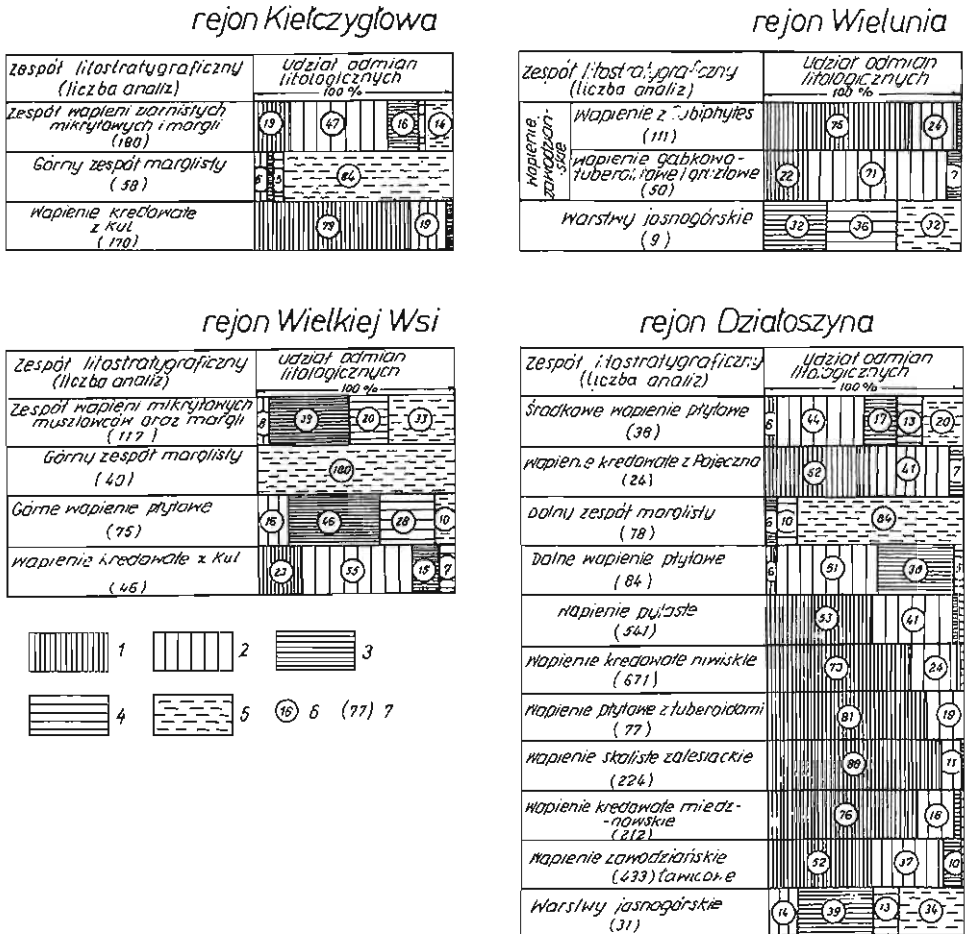 rejon Kiełczygłowa
Zespół litostratygraficzny
(liczba analiz)
Udział odmian
litologicznych
100 %
Zespół wapieni ziarnistych
mikrytowych i margli
(180)
19 47 16 14
Górny zespół marglisty
(58)
6 5 84
Wapienie kredowate
z Kul
(170)
79 19
rejon Wielunia
Zespół litostratygraficzny
(liczba analiz)
Udział odmian
litologicznych
100 %
Wapienie
zawodziań-
skie
Wapienie z Tubiphytes
(111)
75 24
Wapienie gąbkowo-
(50)
22 71 7
Warstwy jasnogórskie
(9)
32 36 32
rejon Wielkiej Wsi
Zespół litostratygraficzny
(liczba analiz)
Udział odmian
litologicznych
100 %
Zespół wapieni mikrytowych
muszlowców oraz margli
(117)
8 39 20 33
Górny zespół marglisty
(40)
100
Górne wapienie płytowe
(75)
16 46 28 10
Wapienie kredowate z Kul
(46)
23 55 15 7
1 2 3
4 5 16 6 (77) 7
rejon Działoszyna
Zespół litostratygraficzny
(liczba analiz)
Udział odmian
litologicznych
100 %
Środkowe wapienie płytowe
(36)
6 44 17 13 20
Wapienie kredowate z Pajęczna
(24)
52 41 7
Dolny zespół marglisty
(78)
6 10 84
Dolne wapienie płytowe
(84)
6 51 38 5
Wapienie pylaste
(541)
53 41
Wapienie kredowate niwiskie
(671)
73 24
Wapienie płytowe z tuberoidami
(77)
81 19
Wapienie skaliste zalesiackie
(224)
88 11
Wapienie kredowate miedz-
-nowskie
(212)
76 16
Wapienie zawodziańskie
(433) ławicowe
52 37 10
Warstwy jasnogórskie
(31)
14 39 13 34